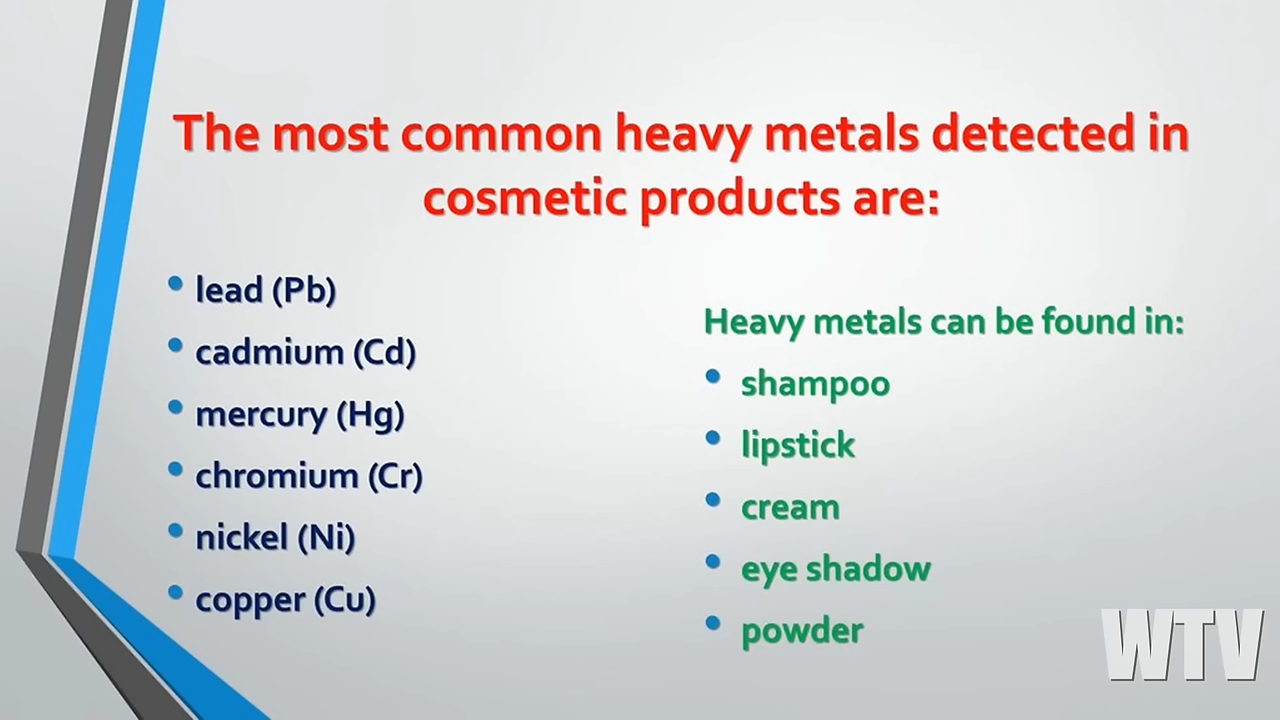 The most common heavy metals detected in
cosmetic products are:
• lead (Pb)
• cadmium (Cd)
• mercury (Hg)
• chromium (Cr)
• nickel (Ni)
• copper (Cu)
Heavy metals can be found in:
• shampoo
• lipstick
• cream
• eye shadow
• powder
WTV